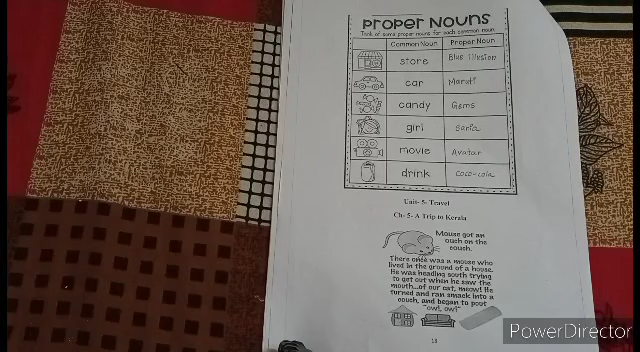 Proper Nouns
Think of some proper nouns for each common noun.
Common Noun Proper Noun
store Blue Illusion
car Maruti
candy Gems
girl Saria
movie Avatar
drink Coco-cola
Unit- 5- Travel
Ch- 5- A Trip to Kerala
Mouse got an
ouch on the
couch.
There once was a mouse who
lived in the ground of a house.
He was heading south trying
to get out when he saw the
mouth...of our cat, meow! He
turned and ran smack into a
couch, and began to pout
"ow!, ow!"
18
PowerDirector